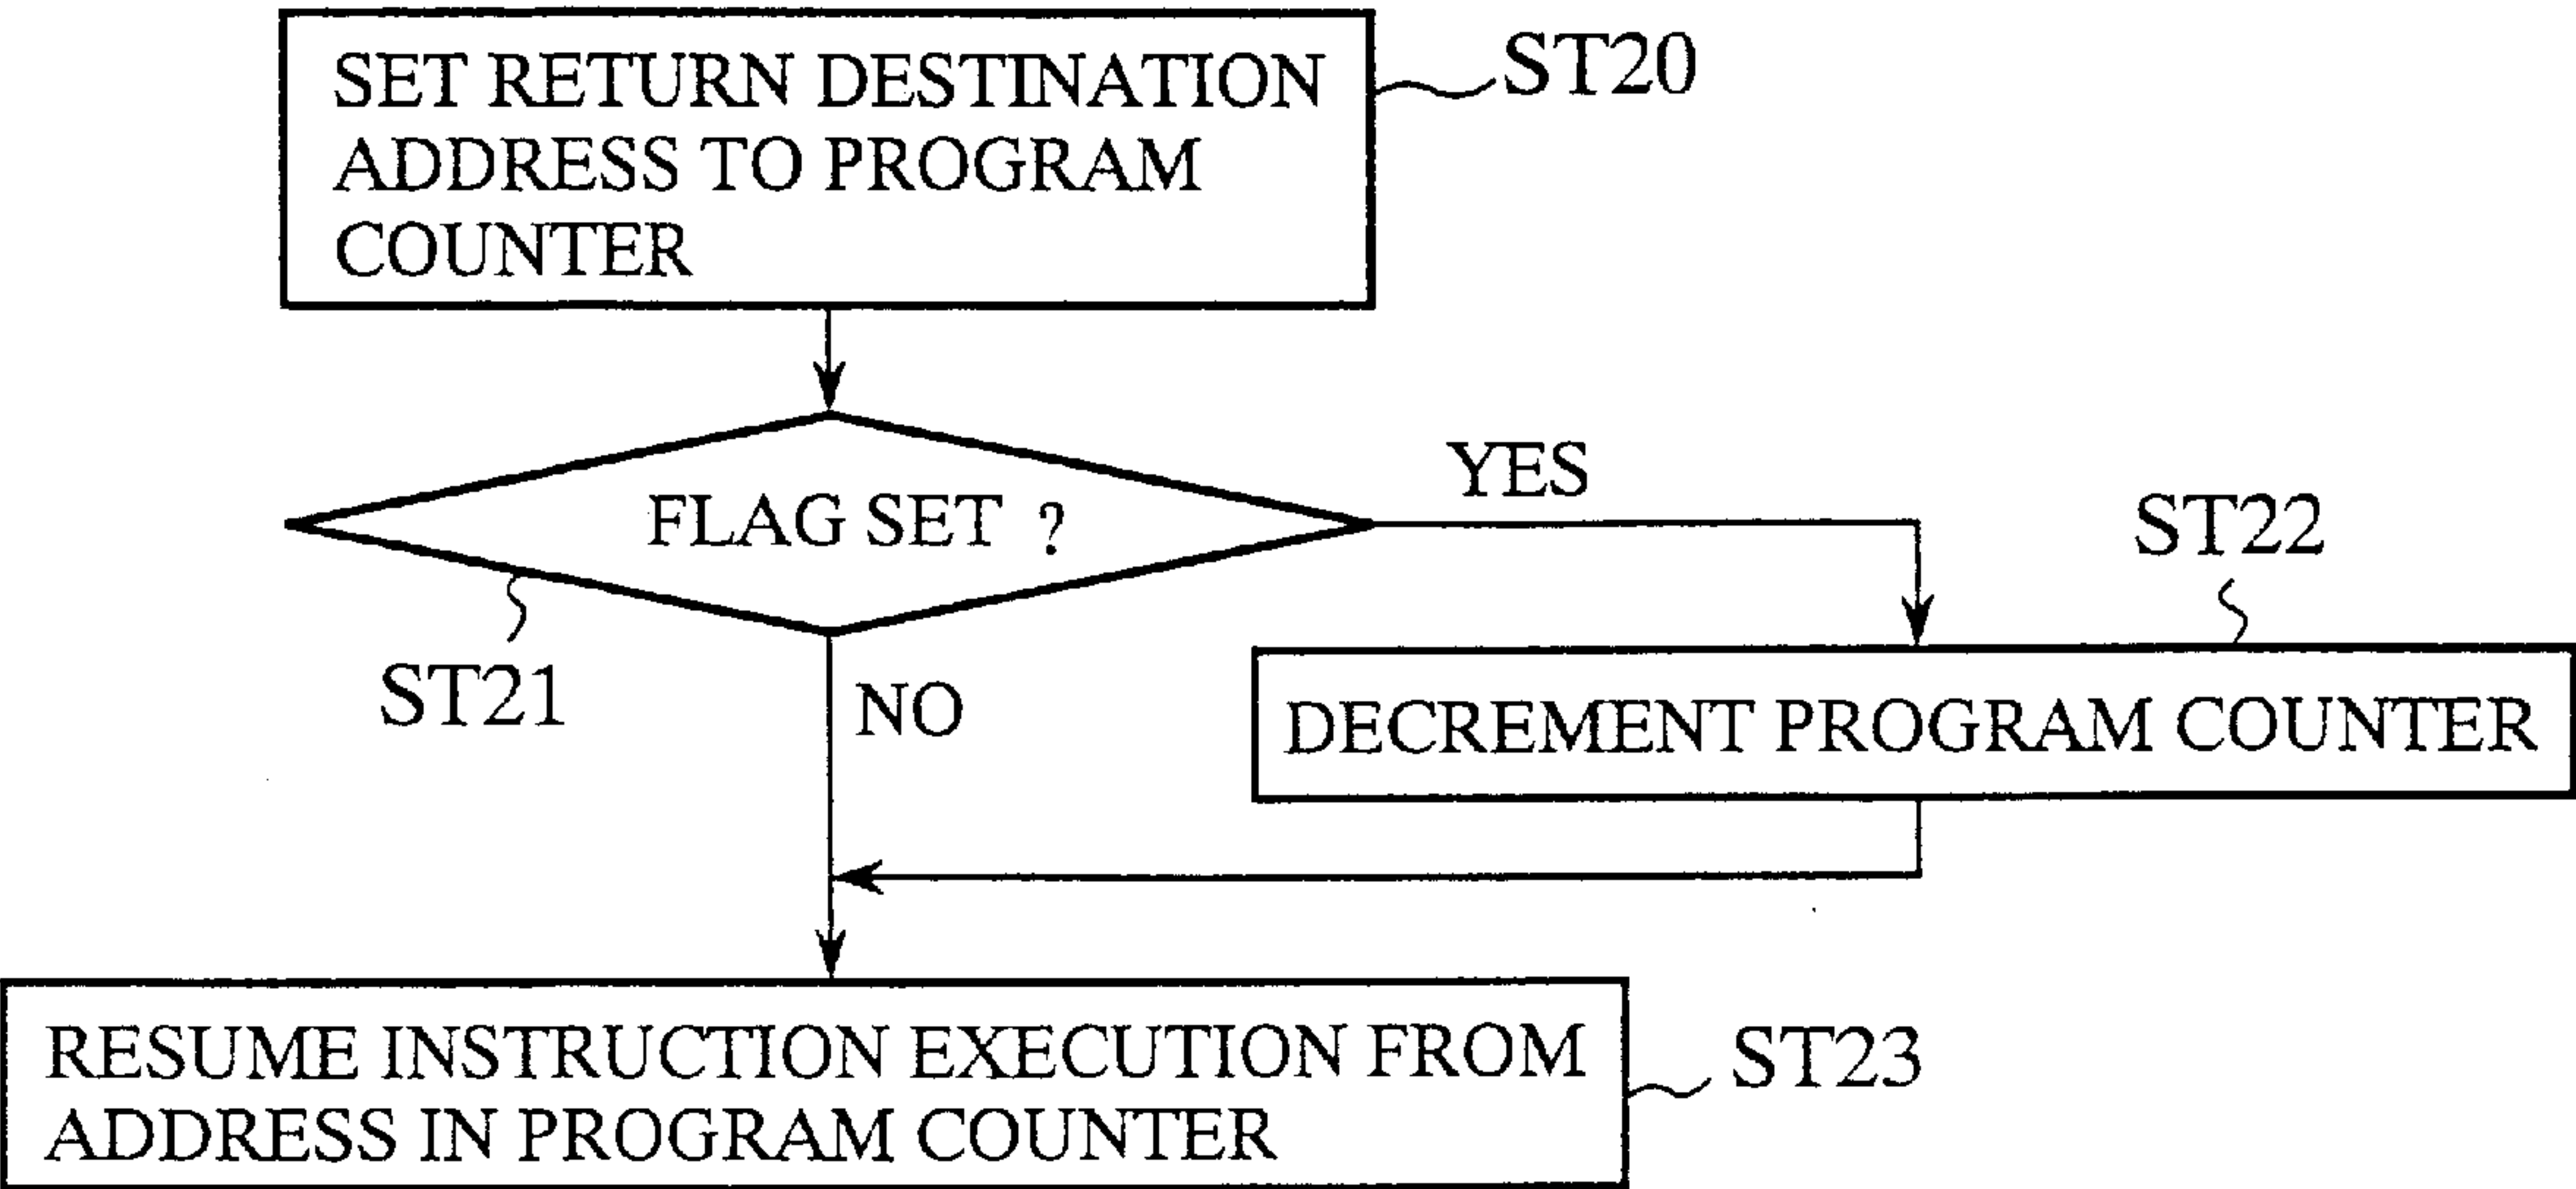 SET RETURN DESTINATION
ADDRESS TO PROGRAM
COUNTER
ST20
FLAG SET ?
YES
ST21
NO
ST22
DECREMENT PROGRAM COUNTER
RESUME INSTRUCTION EXECUTION FROM
ADDRESS IN PROGRAM COUNTER
ST23